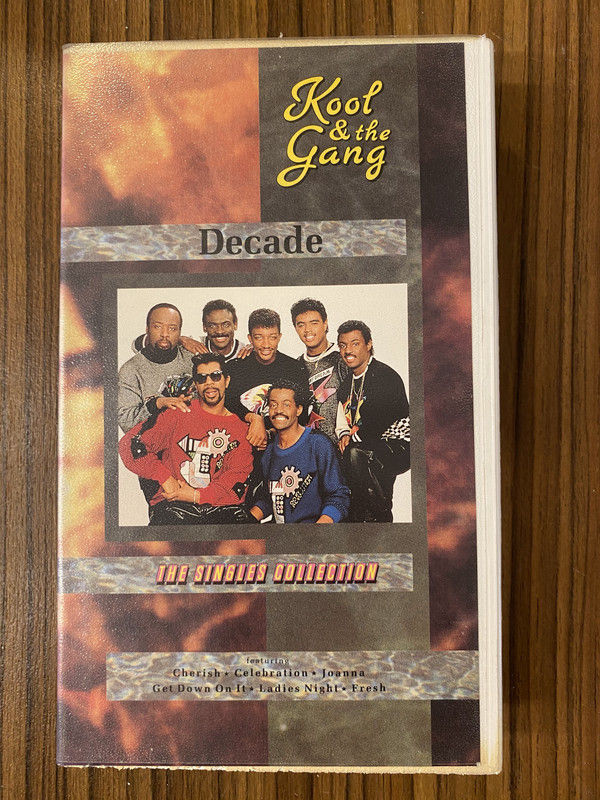 Kool
& the
Gang
Decade
THE SINGLES COLLECTION
featuring
Cherish ★ Celebration ★ Joanna
Get Down On It ★ Ladies Night ★ Fresh